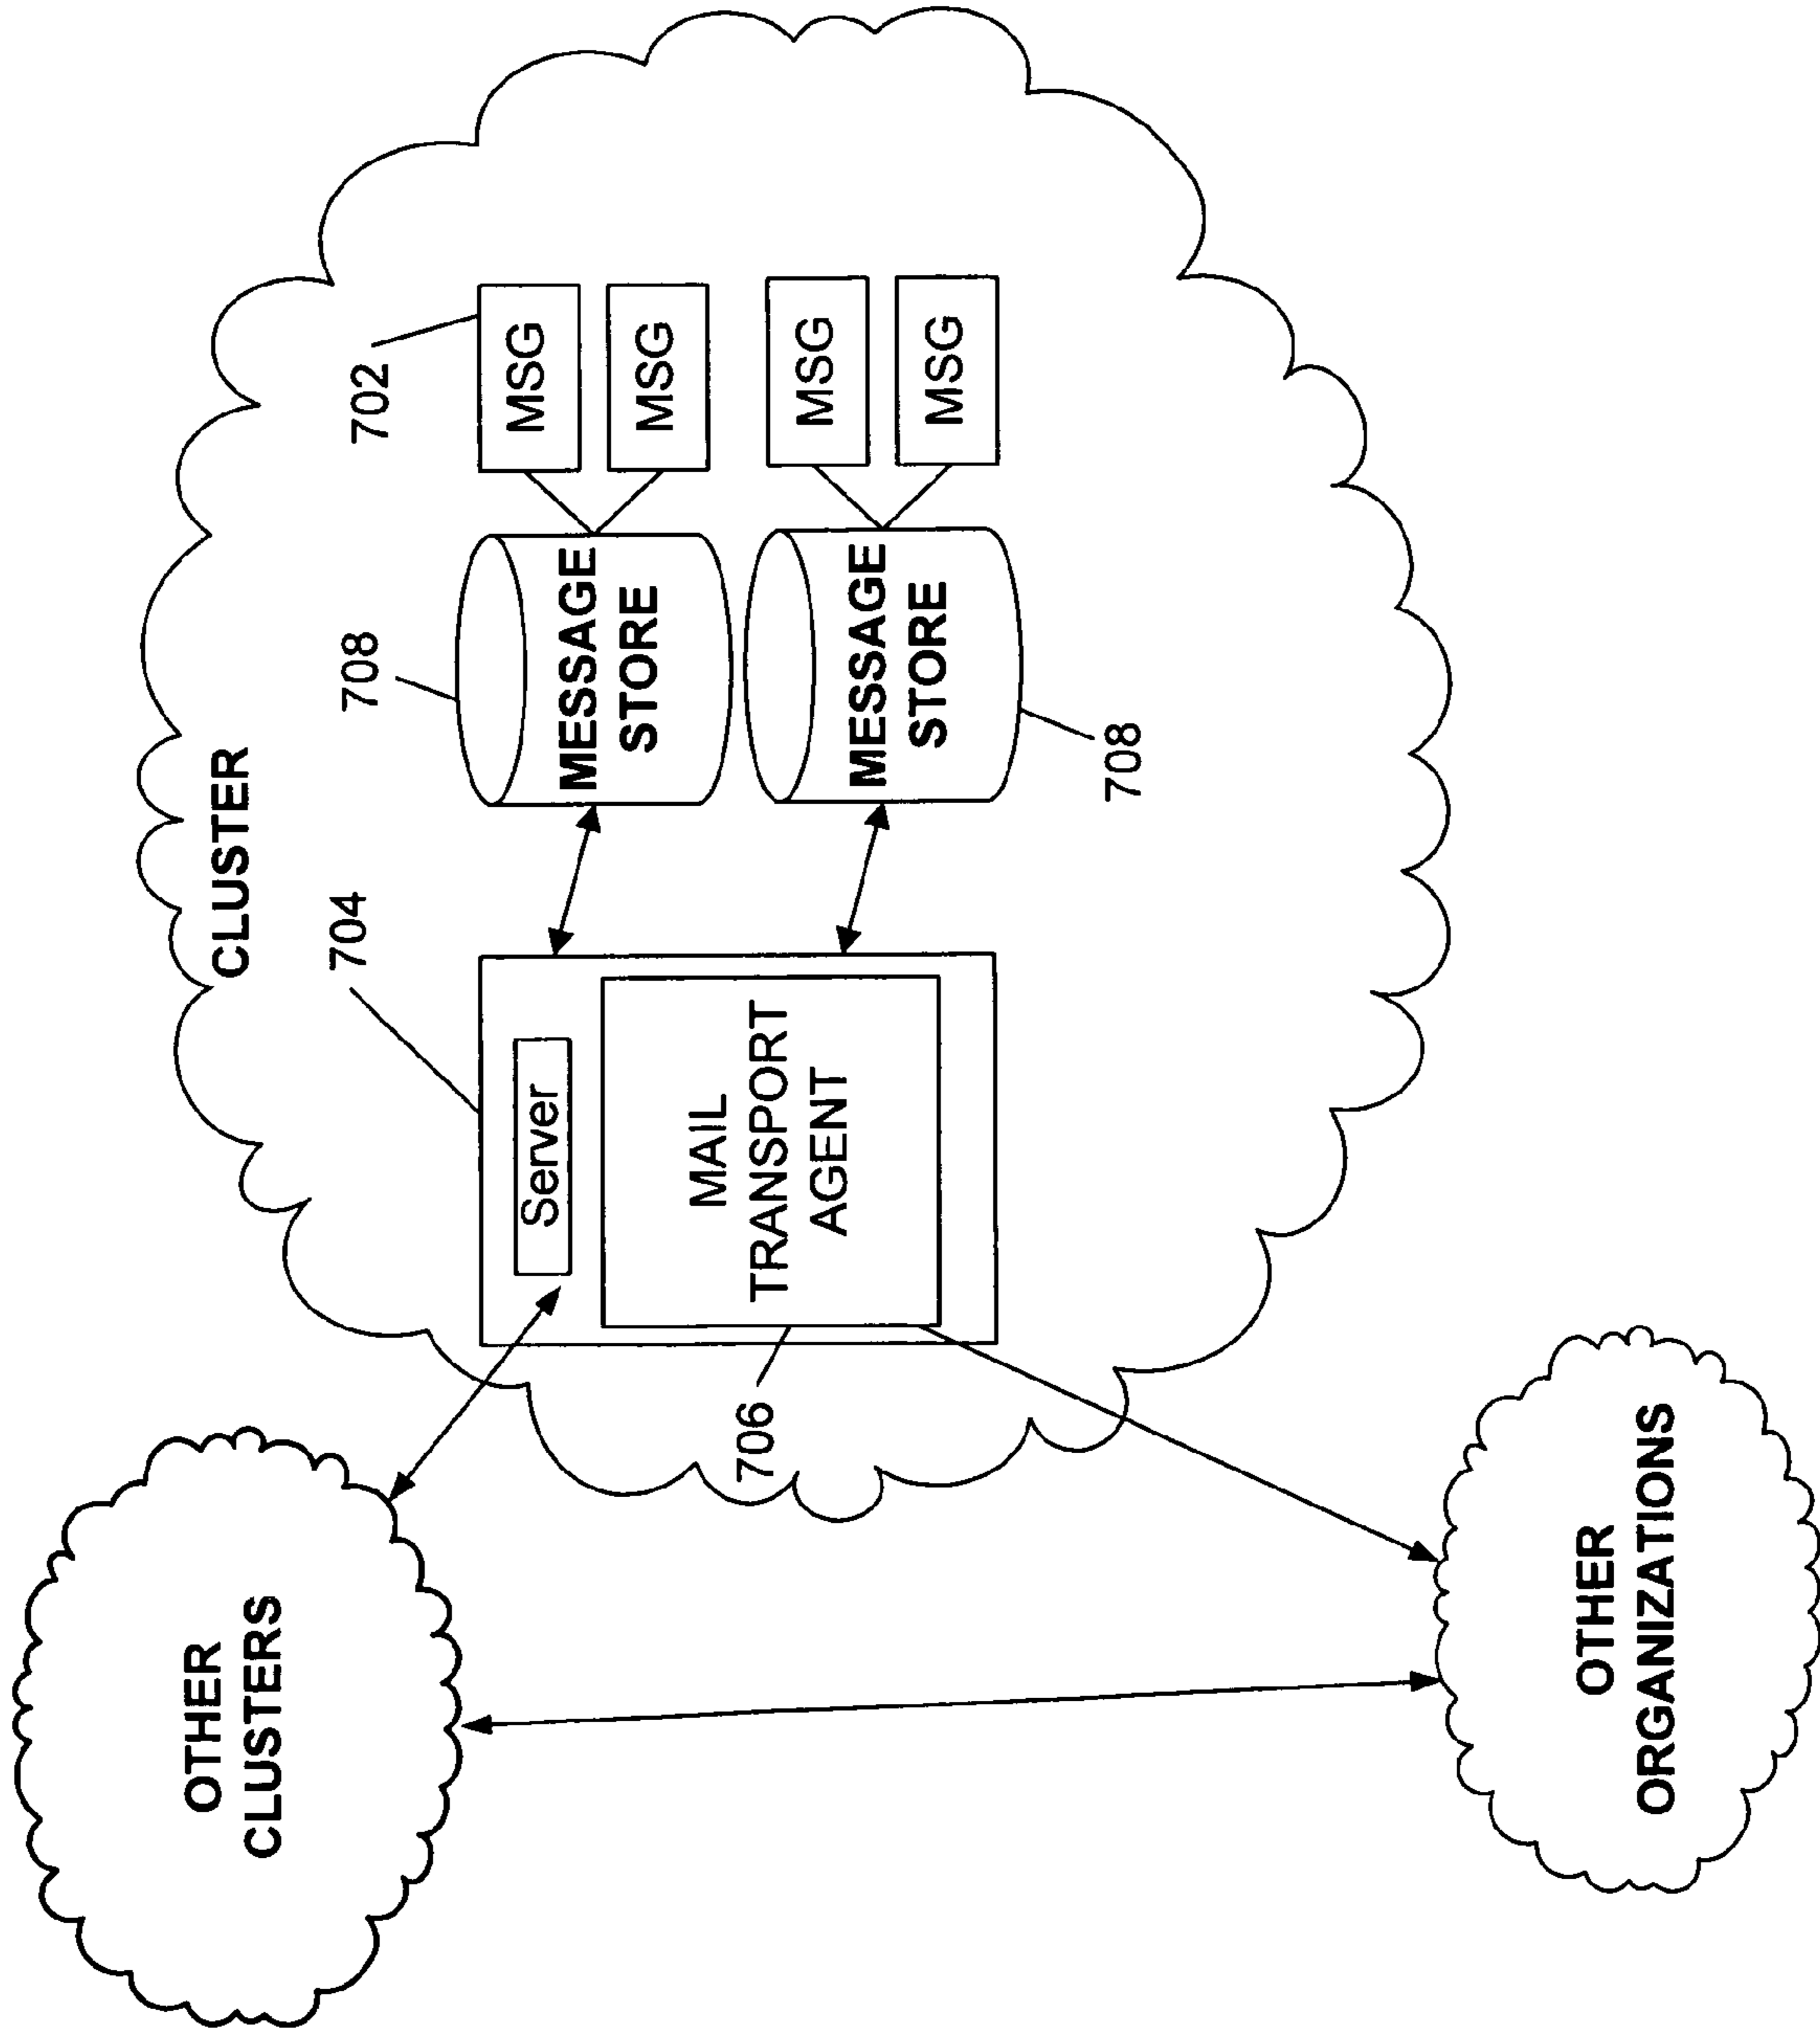 CLUSTER
OTHER
CLUSTERS
704
708
702
Server
MAIL
TRANSPORT
AGENT
706
MESSAGE
STORE
MSG
MSG
MESSAGE
STORE
MSG
MSG
708
OTHER
ORGANIZATIONS